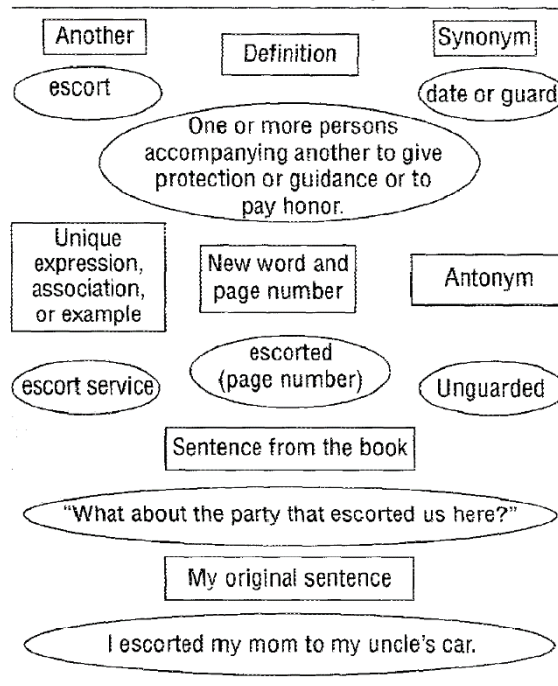 Another
Definition
Synonym
escort
date or guard
One or more persons
accompanying another to give
protection or guidance or to
pay honor.
Unique
expression,
association,
or example
New word and
page number
Antonym
escort service
escorted
(page number)
Unguarded
Sentence from the book
“What about the party that escorted us here?”
My original sentence
I escorted my mom to my uncle’s car.